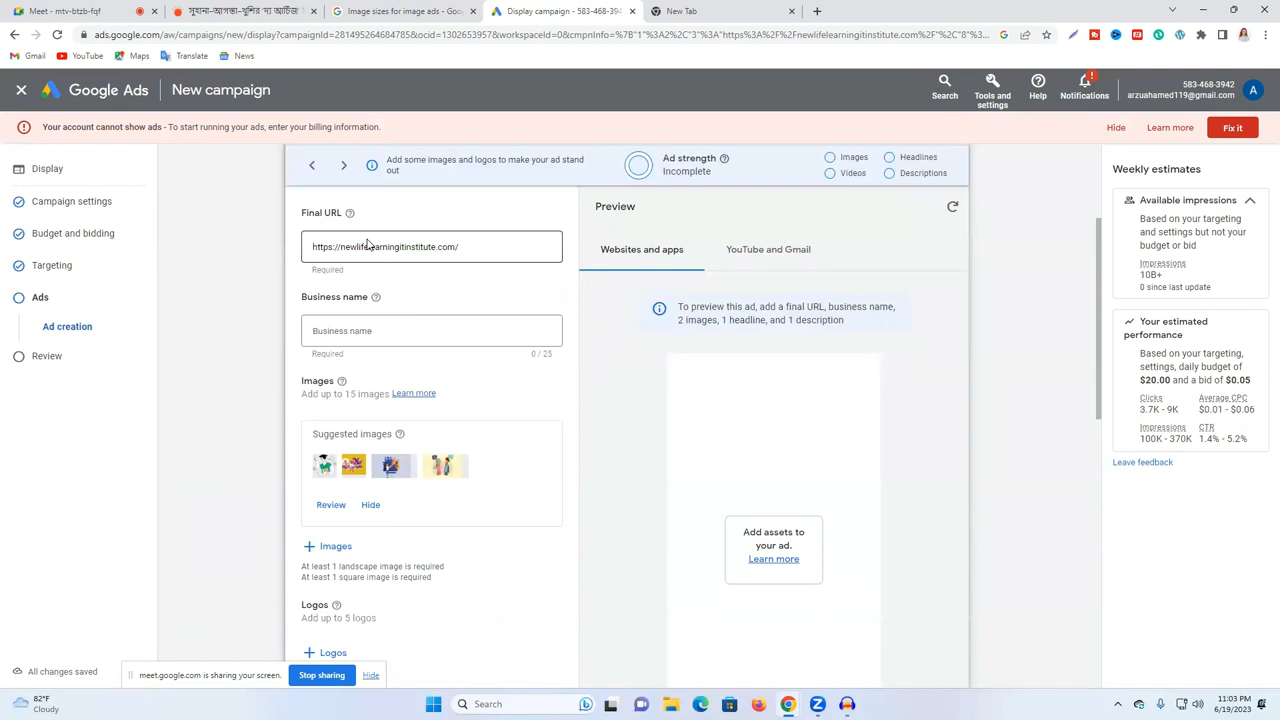 Meet - mtv-btzb-fqf
সুহানা-আগস্ত্য-খুশির 'দ্য আর্চিজ
Image sizes for image ads - Goo
Display campaign - 583-468-394
New Tab
ads.google.com/aw/campaigns/new/display?campaignId=281495264684785&ocid=1302653957&workspaceId=0&cmpnInfo=%7B"1"%3A2%2C"3"%3A"https%3A%2F%2Fnewlifelearningitinstitute.com%2F"%2C"8"%...
Gmail
YouTube
Maps
Translate
News
Google Ads
New campaign
Search
Tools and settings
Help
Notifications
583-468-3942
arzuahamed119@gmail.com
A
Your account cannot show ads - To start running your ads, enter your billing information.
Hide
Learn more
Fix it
Display
Campaign settings
Budget and bidding
Targeting
Ads
Ad creation
Review
All changes saved
Add some images and logos to make your ad stand
out
Ad strength
Incomplete
Images
Headlines
Videos
Descriptions
Final URL
https://newlifelearningitinstitute.com/
Required
Business name
Business name
Required
0 / 25
Images
Add up to 15 images Learn more
Suggested images
Review
Hide
Images
At least 1 landscape image is required
At least 1 square image is required
Logos
Add up to 5 logos
Logos
Preview
Websites and apps
YouTube and Gmail
To preview this ad, add a final URL, business name,
2 images, 1 headline, and 1 description
Add assets to
your ad.
Learn more
Weekly estimates
Available impressions
Based on your targeting
and settings but not your
budget or bid
Impressions
10B+
0 since last update
Your estimated
performance
Based on your targeting,
settings, daily budget of
$20.00 and a bid of $0.05
Clicks
3.7K - 9K
Average CPC
$0.01 - $0.06
Impressions
100K - 370K
CTR
1.4% - 5.2%
Leave feedback
meet.google.com is sharing your screen.
Stop sharing
Hide
82°F
Cloudy
Search
11:03 PM
6/19/2023